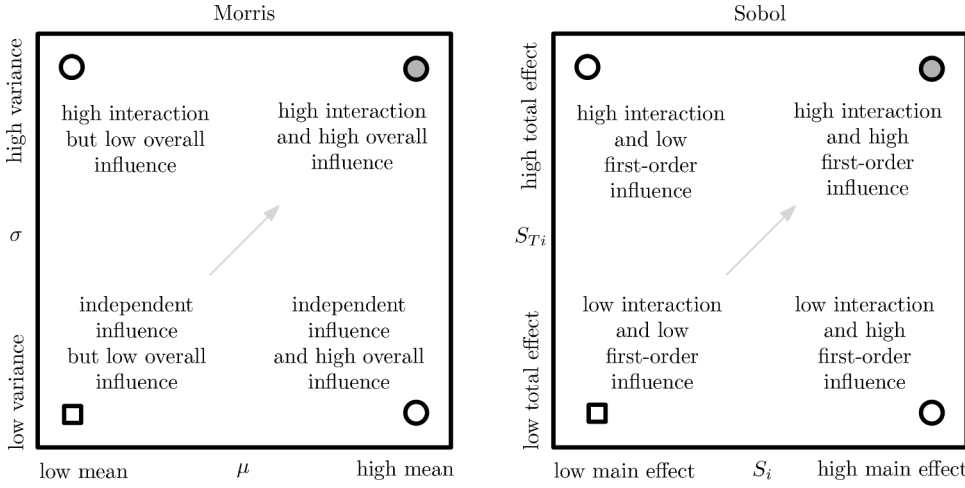 Morris
high variance
σ
low variance
high interaction
but low overall
influence
high interaction
and high overall
influence
independent
influence
but low overall
influence
independent
influence
and high overall
influence
low mean
μ
high mean
Sobol
high total effect
S_{Ti}
low total effect
high interaction
and low
first-order
influence
high interaction
and high
first-order
influence
low interaction
and low
first-order
influence
low interaction
and high
first-order
influence
low main effect
S_i
high main effect